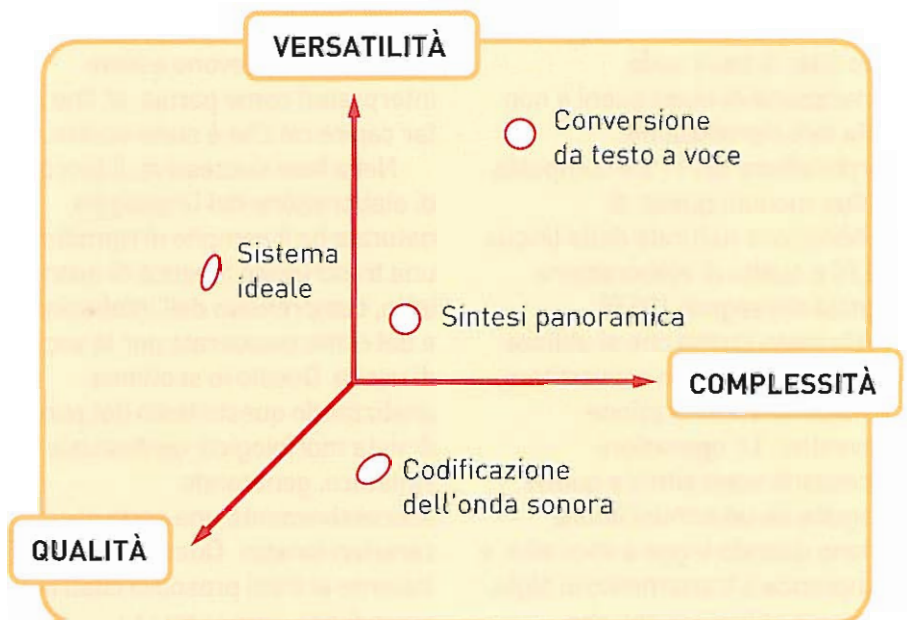 VERSATILITÀ
Conversione
da testo a voce
Sistema
ideale
Sintesi panoramica
COMPLESSITÀ
Codificazione
dell'onda sonora
QUALITÀ